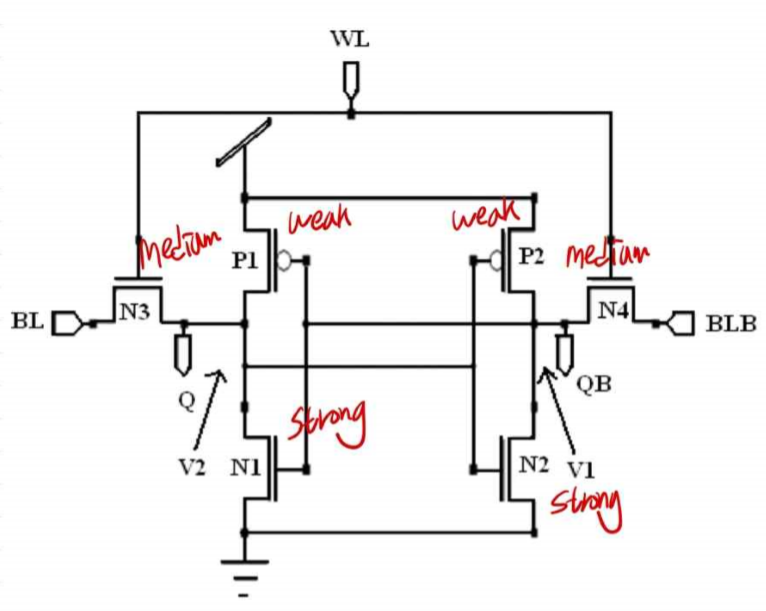 WL
weak
weak
Medium
P1
P2
medium
BL
N3
N4
BLB
Q
QB
Strong
V2
N1
N2
V1
Strong